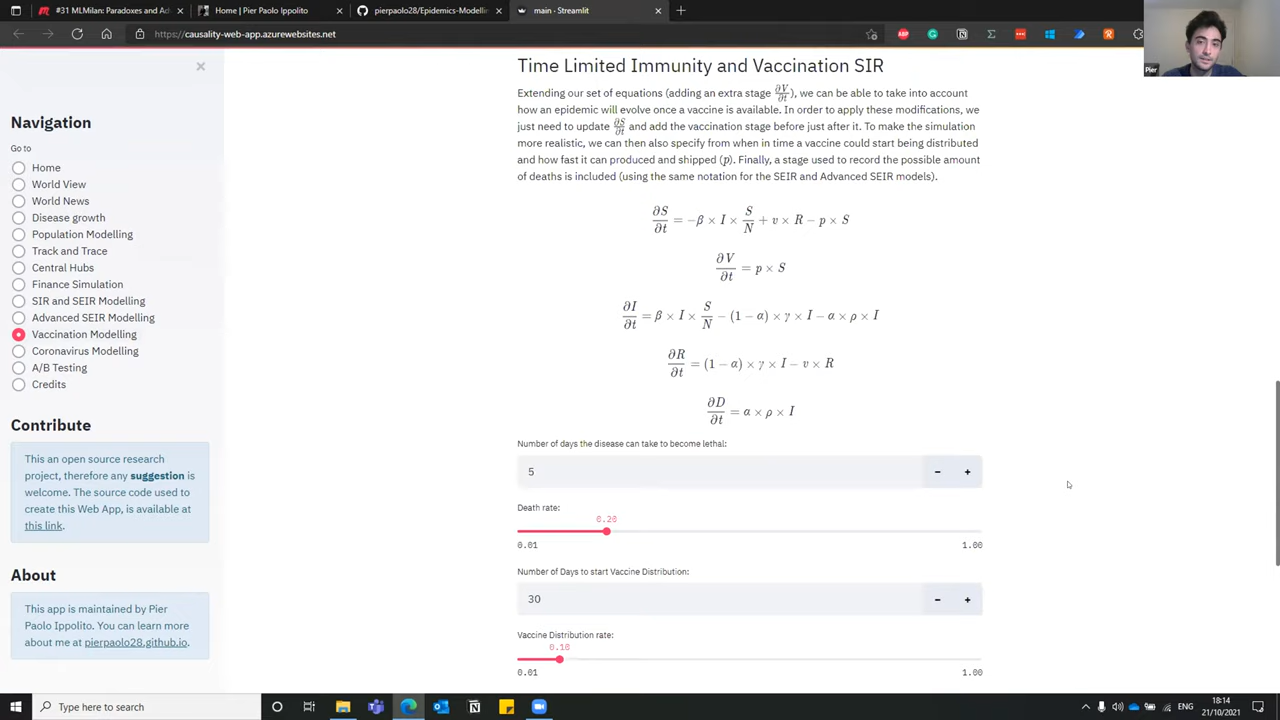 #31 MLMilan: Paradoxes and Ad
Home | Pier Paolo Ippolito
pierpaolo28/Epidemics-Modellin
main · Streamlit
https://causality-web-app.azurewebsites.net
Pier
Navigation
Go to
Home
World View
World News
Disease growth
Population Modelling
Track and Trace
Central Hubs
Finance Simulation
SIR and SEIR Modelling
Advanced SEIR Modelling
Vaccination Modelling
Coronavirus Modelling
A/B Testing
Credits
Contribute
This an open source research
project, therefore any suggestion is
welcome. The source code used to
create this Web App, is available at
this link.
About
This app is maintained by Pier
Paolo Ippolito. You can learn more
about me at pierpaolo28.github.io.
Time Limited Immunity and Vaccination SIR
Extending our set of equations (adding an extra stage ∂V/∂t), we can be able to take into account
how an epidemic will evolve once a vaccine is available. In order to apply these modifications, we
just need to update ∂S/∂t and add the vaccination stage before just after it. To make the simulation
more realistic, we can then also specify from when in time a vaccine could start being distributed
and how fast it can produced and shipped (p). Finally, a stage used to record the possible amount
of deaths is included (using the same notation for the SEIR and Advanced SEIR models).
∂S/∂t = −β × I × S/N + v × R − p × S
∂V/∂t = p × S
∂I/∂t = β × I × S/N − (1 − α) × γ × I − α × ρ × I
∂R/∂t = (1 − α) × γ × I − v × R
∂D/∂t = α × ρ × I
Number of days the disease can take to become lethal:
5
− +
Death rate:
0.20
0.01 1.00
Number of Days to start Vaccine Distribution:
30
− +
Vaccine Distribution rate:
0.10
0.01 1.00
Type here to search
18:14
21/10/2021